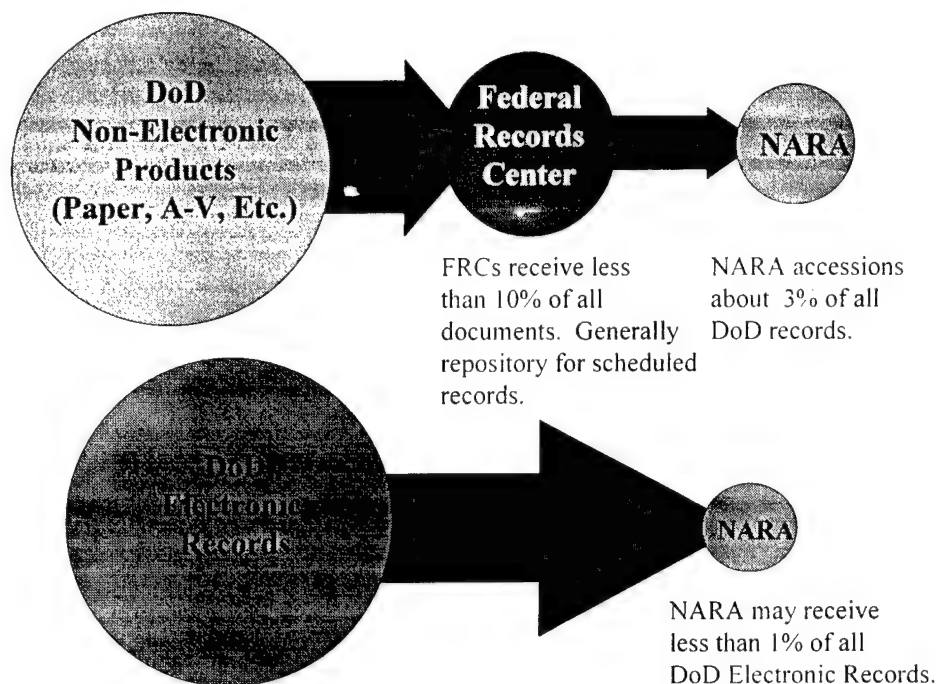 DoD
Non-Electronic
Products
(Paper, A-V, Etc.)
Federal
Records
Center
NARA
FRCs receive less
than 10% of all
documents. Generally
repository for scheduled
records.
NARA accessions
about 3% of all
DoD records.
DoD
Electronic
Records
NARA
NARA may receive
less than 1% of all
DoD Electronic Records.